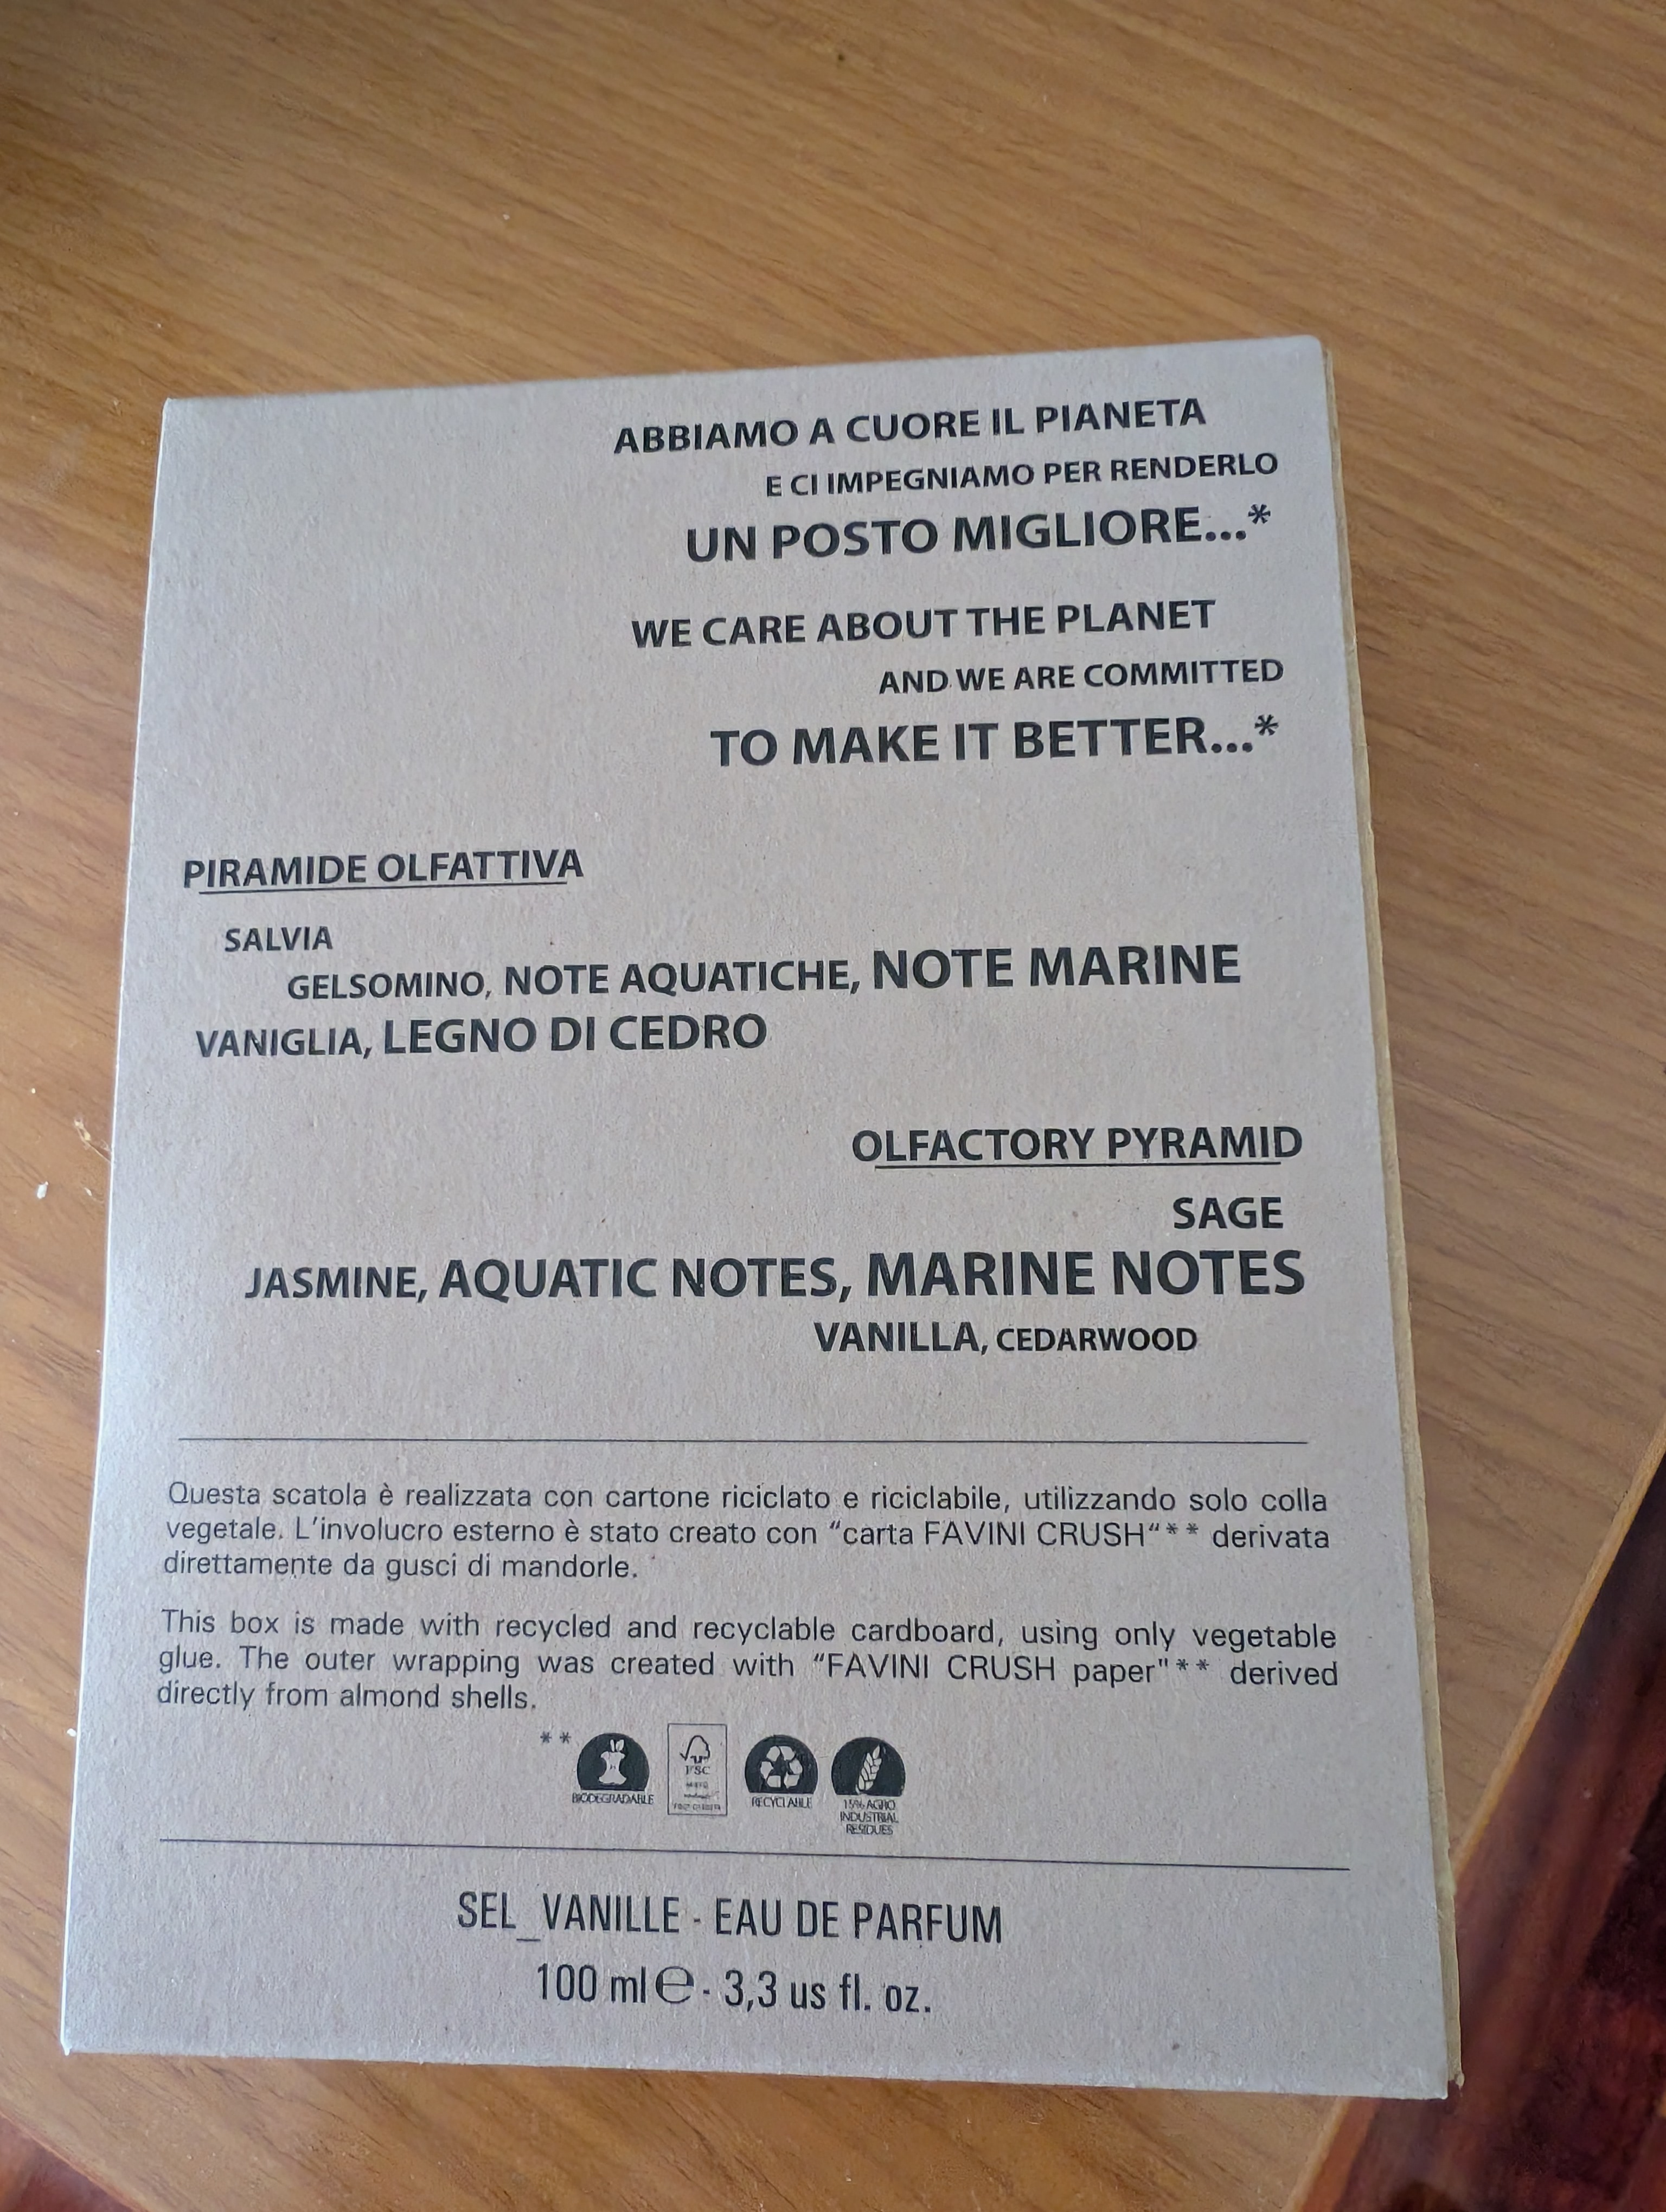 ABBIAMO A CUORE IL PIANETA
E CI IMPEGNIAMO PER RENDERLO
UN POSTO MIGLIORE...*
WE CARE ABOUT THE PLANET
AND WE ARE COMMITTED
TO MAKE IT BETTER...*
PIRAMIDE OLFATTIVA
SALVIA
GELSOMINO, NOTE AQUATICHE, NOTE MARINE
VANIGLIA, LEGNO DI CEDRO
OLFACTORY PYRAMID
SAGE
JASMINE, AQUATIC NOTES, MARINE NOTES
VANILLA, CEDARWOOD
Questa scatola è realizzata con cartone riciclato e riciclabile, utilizzando solo colla
vegetale. L'involucro esterno è stato creato con “carta FAVINI CRUSH“** derivata
direttamente da gusci di mandorle.
This box is made with recycled and recyclable cardboard, using only vegetable
glue. The outer wrapping was created with “FAVINI CRUSH paper"** derived
directly from almond shells.
**
BIODEGRADABLE
FSC
RECYCLABLE
15% AGRO
INDUSTRIAL
RESIDUES
SEL_VANILLE - EAU DE PARFUM
100 ml ℮ - 3,3 us fl. oz.